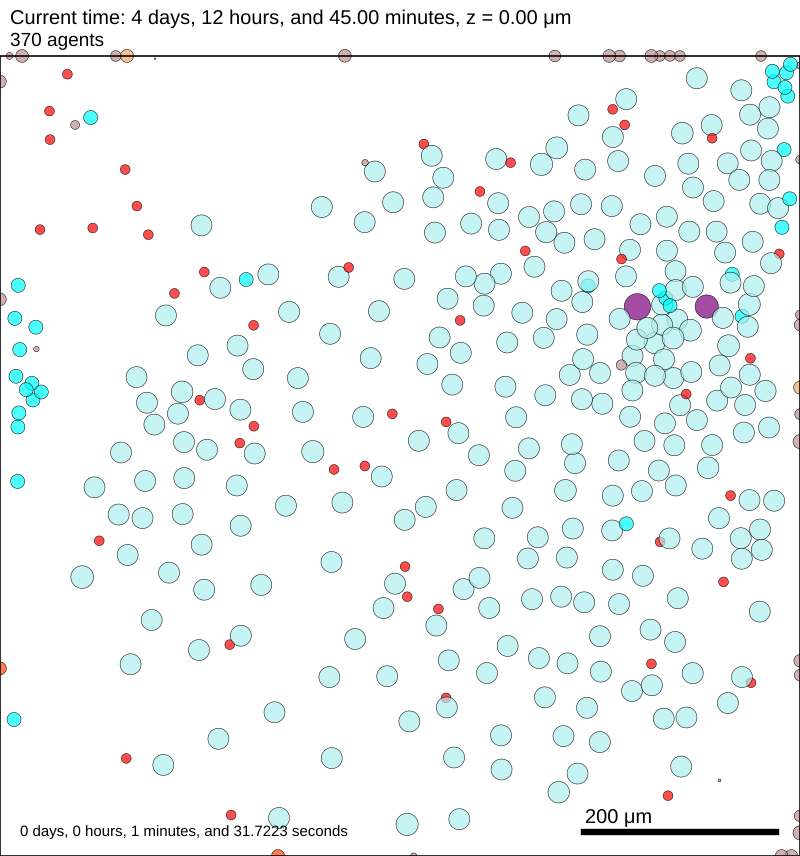 Current time: 4 days, 12 hours, and 45.00 minutes, z = 0.00 μm
370 agents
200 μm
0 days, 0 hours, 1 minutes, and 31.7223 seconds